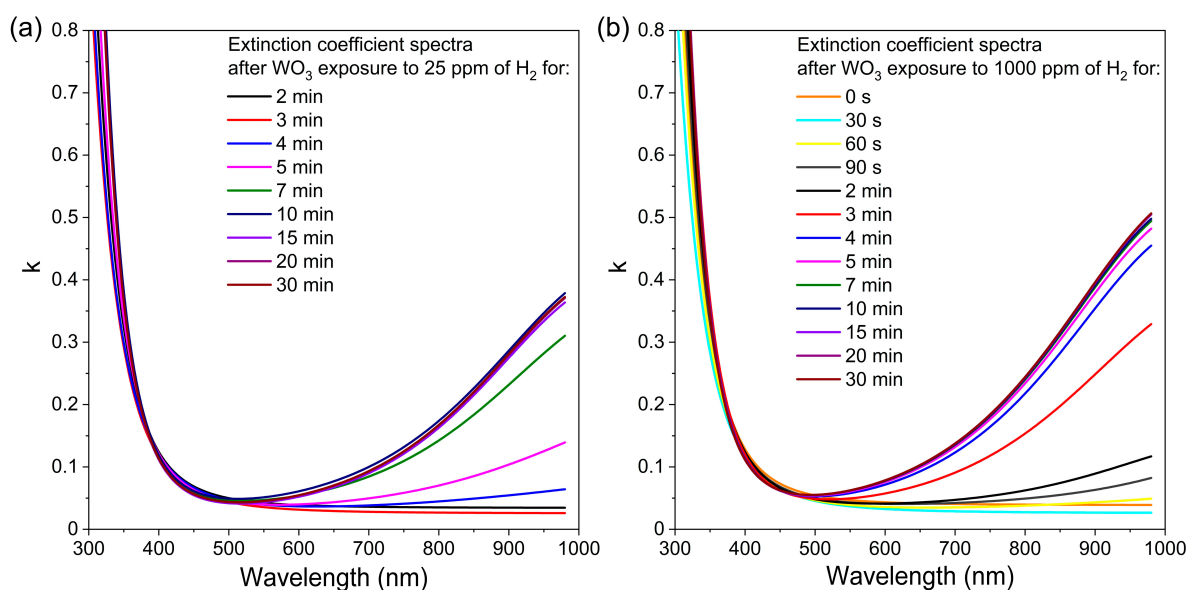 (a)
Extinction coefficient spectra
after WO3 exposure to 25 ppm of H2 for:
2 min
3 min
4 min
5 min
7 min
10 min
15 min
20 min
30 min
0.8
0.7
0.6
0.5
0.4
0.3
0.2
0.1
0
k
300 400 500 600 700 800 900 1000
Wavelength (nm)
(b)
Extinction coefficient spectra
after WO3 exposure to 1000 ppm of H2 for:
0 s
30 s
60 s
90 s
2 min
3 min
4 min
5 min
7 min
10 min
15 min
20 min
30 min
0.8
0.7
0.6
0.5
0.4
0.3
0.2
0.1
0
k
300 400 500 600 700 800 900 1000
Wavelength (nm)